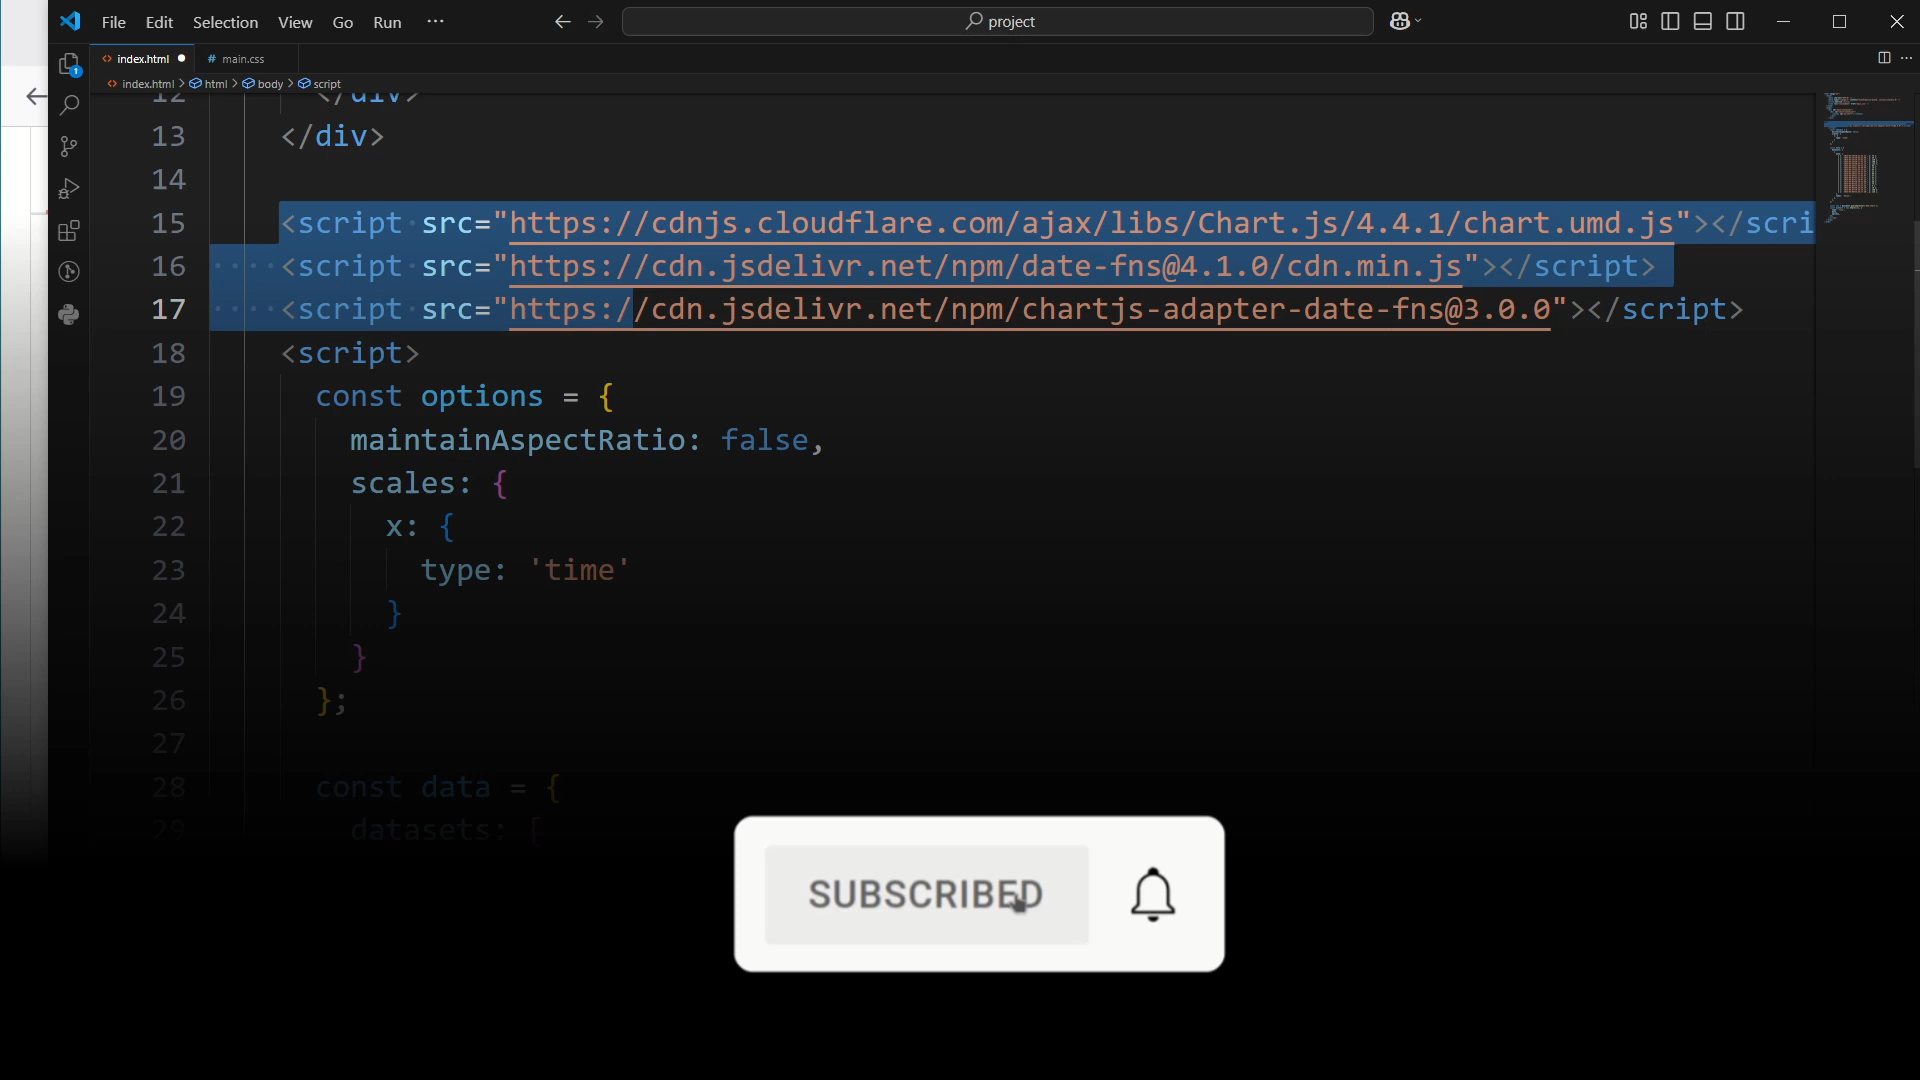 File Edit Selection View Go Run ··· project
1
index.html main.css
index.html > html > body > script
12 </div>
13 </div>
14
15 <script src="https://cdnjs.cloudflare.com/ajax/libs/Chart.js/4.4.1/chart.umd.js"></scri
16 <script src="https://cdn.jsdelivr.net/npm/date-fns@4.1.0/cdn.min.js"></script>
17 <script src="https://cdn.jsdelivr.net/npm/chartjs-adapter-date-fns@3.0.0"></script>
18 <script>
19 const options = {
20 maintainAspectRatio: false,
21 scales: {
22 x: {
23 type: 'time'
24 }
25 }
26 };
27
28 const data = {
29 datasets: [
SUBSCRIBED